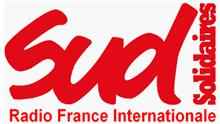 Sud
Solidaires
Radio France Internationale